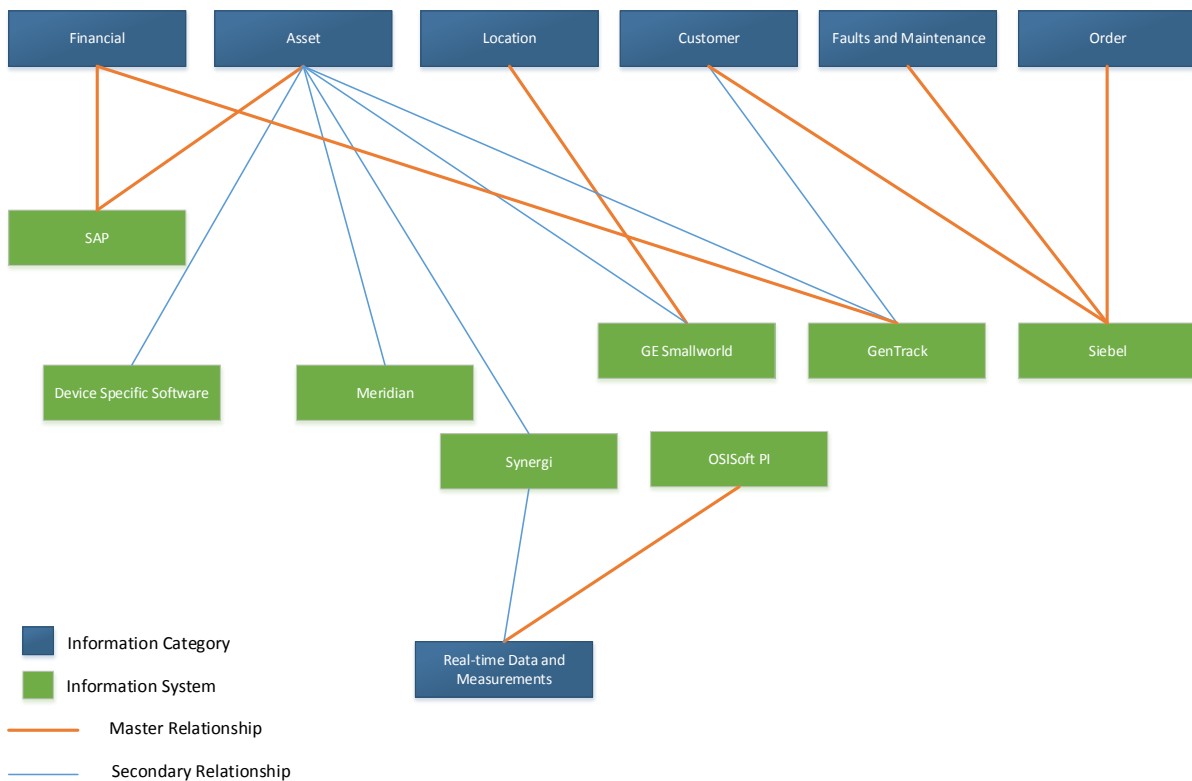 Financial
Asset
Location
Customer
Faults and Maintenance
Order
SAP
GE Smallworld
GenTrack
Siebel
Device Specific Software
Meridian
Synergi
OSISoft PI
Real-time Data and
Measurements
Information Category
Information System
Master Relationship
Secondary Relationship